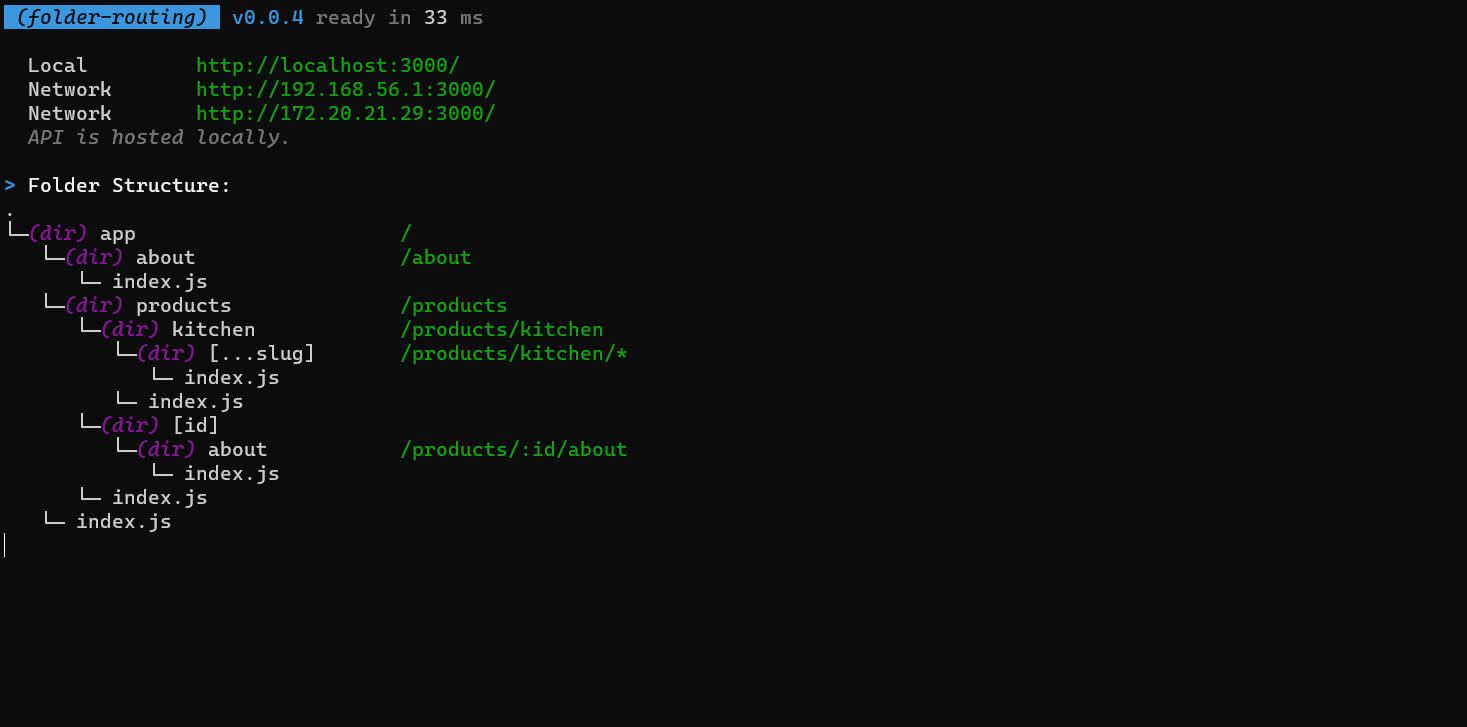 (folder-routing) v0.0.4 ready in 33 ms
Local http://localhost:3000/
Network http://192.168.56.1:3000/
Network http://172.20.21.29:3000/
API is hosted locally.
> Folder Structure:
.
└─(dir) app /
└─(dir) about /about
└─ index.js
└─(dir) products /products
└─(dir) kitchen /products/kitchen
└─(dir) [...slug] /products/kitchen/*
└─ index.js
└─ index.js
└─(dir) [id]
└─(dir) about /products/:id/about
└─ index.js
└─ index.js
└─ index.js